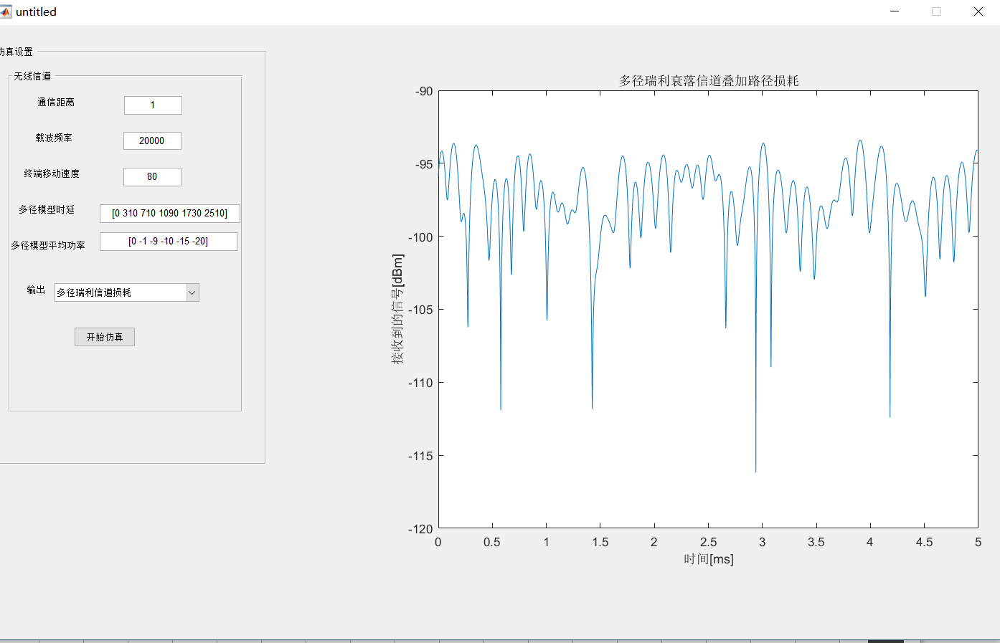 untitled
仿真设置
无线信道
通信距离
1
载波频率
20000
终端移动速度
80
多径模型时延
[0 310 710 1090 1730 2510]
多径模型平均功率
[0 -1 -9 -10 -15 -20]
输出
多径瑞利信道损耗
开始仿真
多径瑞利衰落信道叠加路径损耗
接收到的信号[dBm]
-90
-95
-100
-105
-110
-115
-120
0 0.5 1 1.5 2 2.5 3 3.5 4 4.5 5
时间[ms]